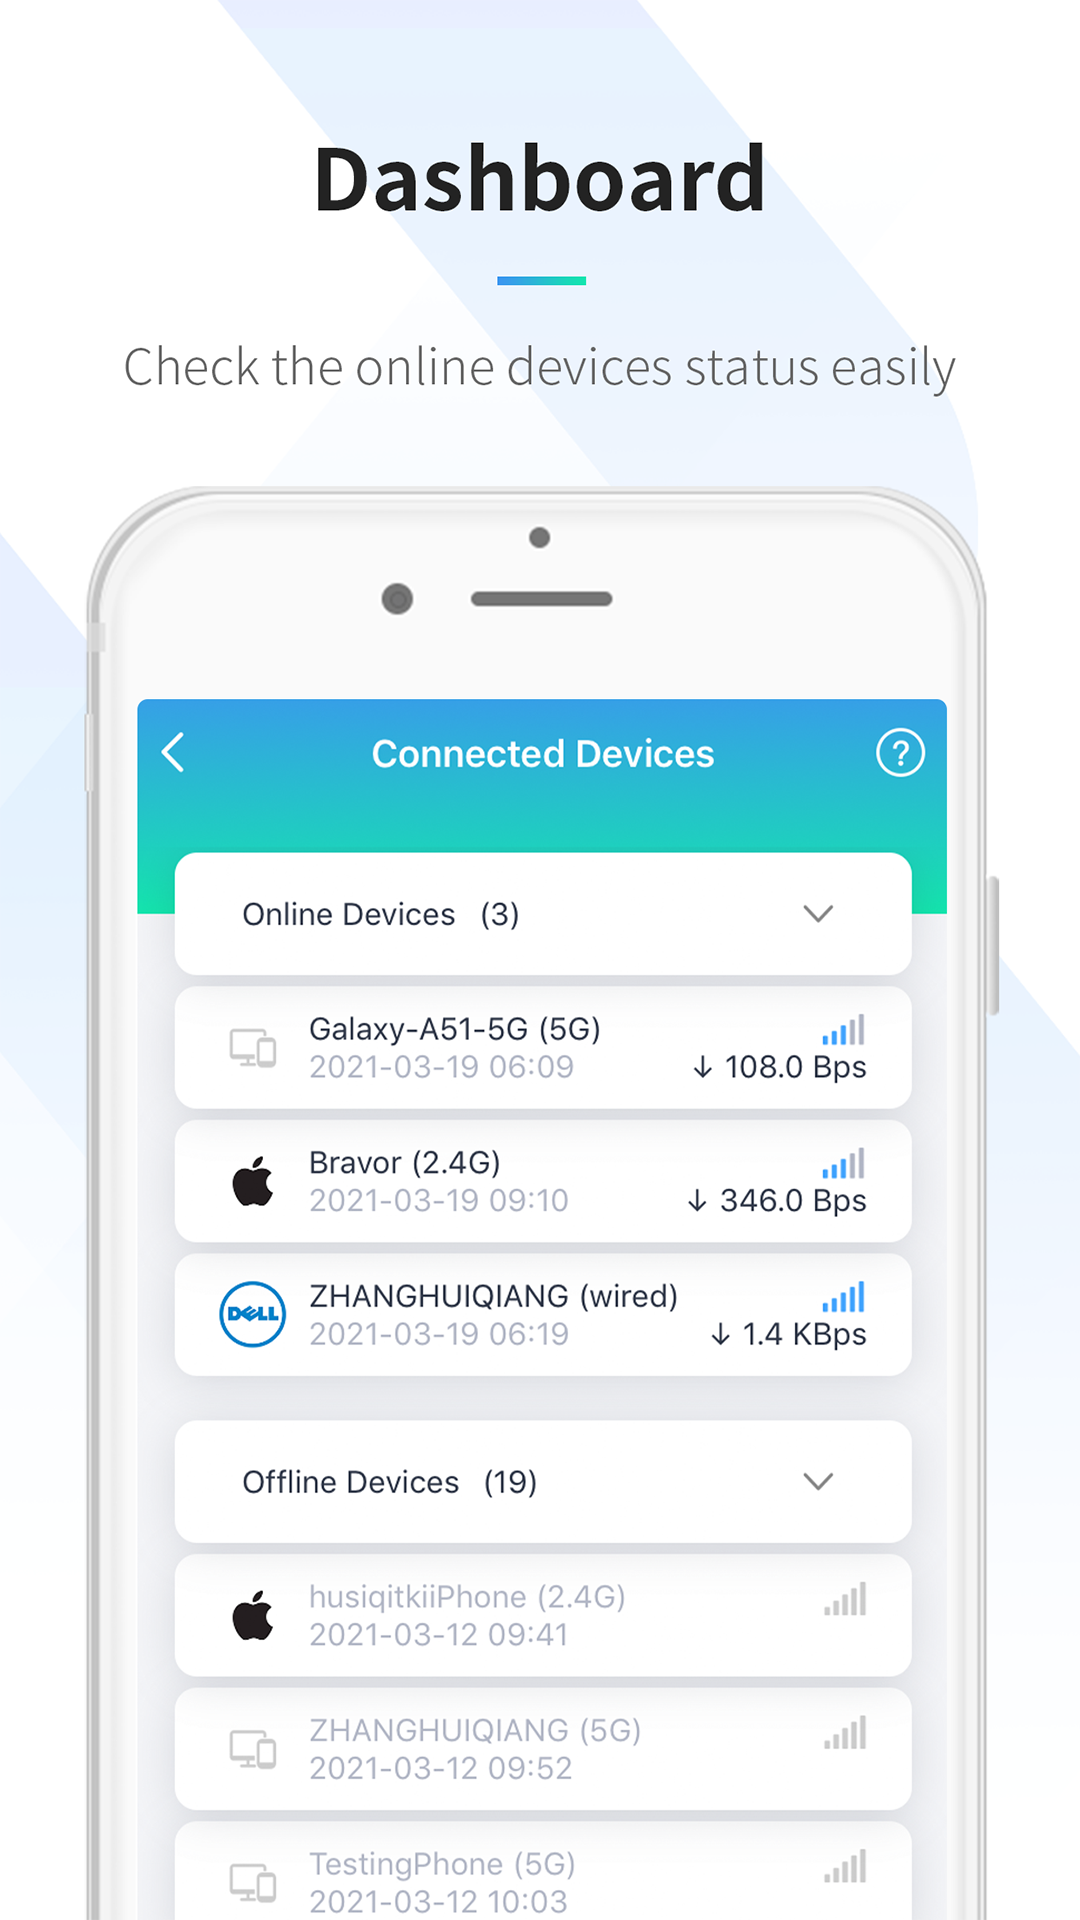 Dashboard
Check the online devices status easily
Connected Devices
?
Online Devices (3)
Galaxy-A51-5G (5G)
2021-03-19 06:09
↓ 108.0 Bps
Bravor (2.4G)
2021-03-19 09:10
↓ 346.0 Bps
DELL
ZHANGHUIQIANG (wired)
2021-03-19 06:19
↓ 1.4 KBps
Offline Devices (19)
husiqitkiiPhone (2.4G)
2021-03-12 09:41
ZHANGHUIQIANG (5G)
2021-03-12 09:52
TestingPhone (5G)
2021-03-12 10:03